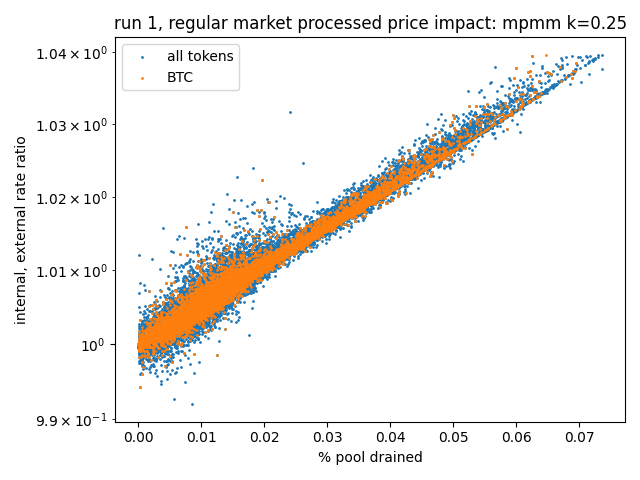 run 1, regular market processed price impact: mpmm k=0.25
all tokens
BTC
internal, external rate ratio
1.04 × 10⁰
1.03 × 10⁰
1.02 × 10⁰
1.01 × 10⁰
10⁰
9.9 × 10⁻¹
0.00 0.01 0.02 0.03 0.04 0.05 0.06 0.07
% pool drained